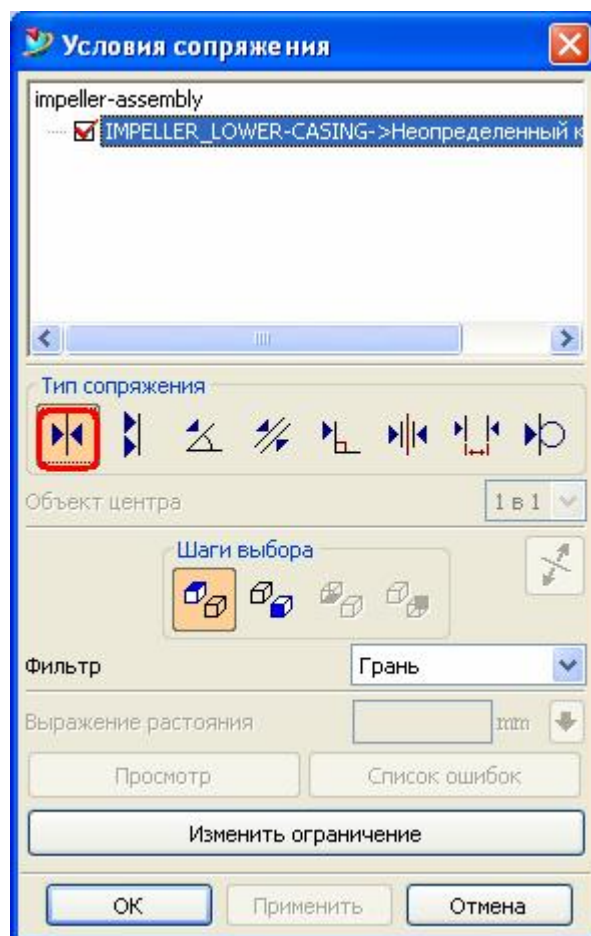 Условия сопряжения
impeller-assembly
IMPELLER_LOWER-CASING->Неопределенный к
Тип сопряжения
Объект центра 1 в 1
Шаги выбора
Фильтр Грань
Выражение растояния mm
Просмотр Список ошибок
Изменить ограничение
OK Применить Отмена